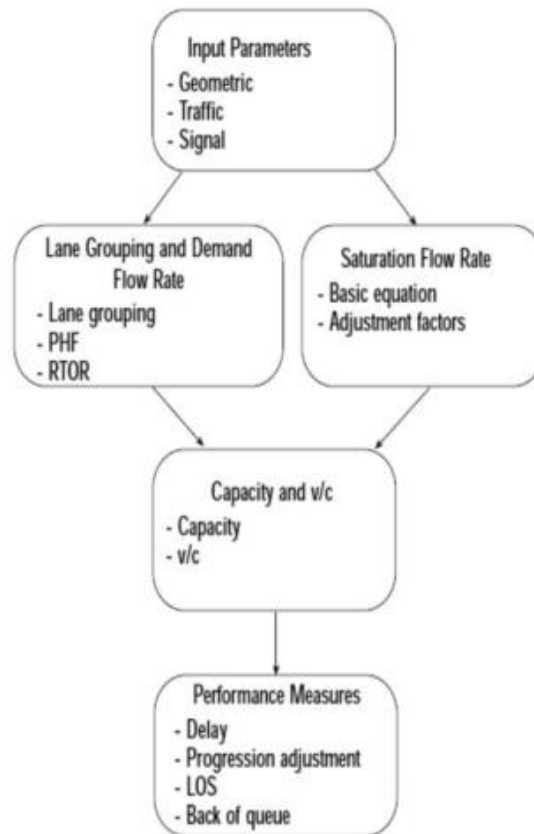 Input Parameters
- Geometric
- Traffic
- Signal
Lane Grouping and Demand
Flow Rate
- Lane grouping
- PHF
- RTOR
Saturation Flow Rate
- Basic equation
- Adjustment factors
Capacity and v/c
- Capacity
- v/c
Performance Measures
- Delay
- Progression adjustment
- LOS
- Back of queue